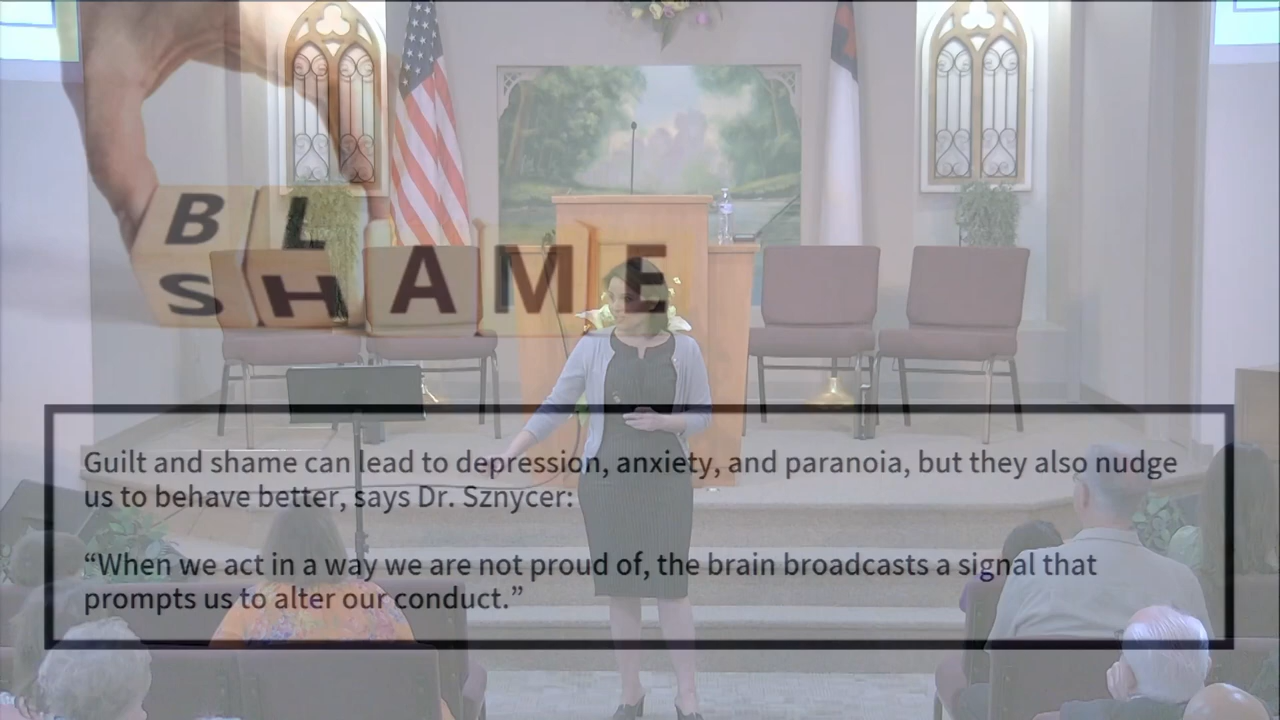 B L
S H A M E
Guilt and shame can lead to depression, anxiety, and paranoia, but they also nudge
us to behave better, says Dr. Sznycer:
“When we act in a way we are not proud of, the brain broadcasts a signal that
prompts us to alter our conduct.”